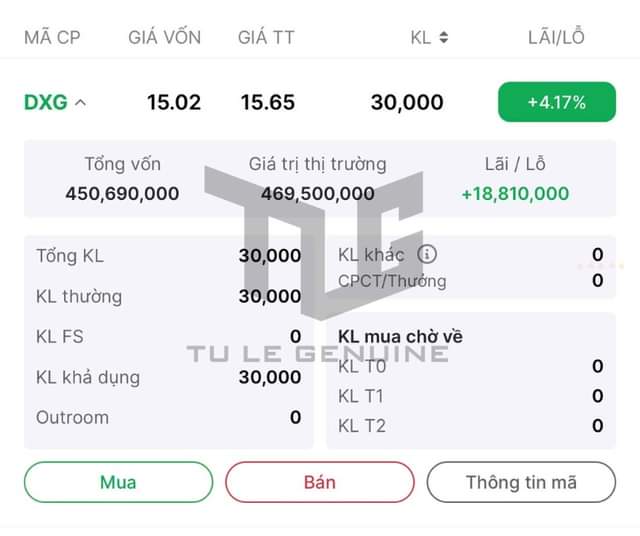 MÃ CP GIÁ VỐN GIÁ TT KL LÃI/LỖ
DXG 15.02 15.65 30,000 +4.17%
Tổng vốn Giá trị thị trường Lãi / Lỗ
450,690,000 469,500,000 +18,810,000
Tổng KL 30,000
KL thường 30,000
KL FS 0
KL khả dụng 30,000
Outroom 0
KL khác 0
CPCT/Thưởng 0
KL mua chờ về
KL T0 0
KL T1 0
KL T2 0
TLG
TU LE GENUINE
Mua Bán Thông tin mã